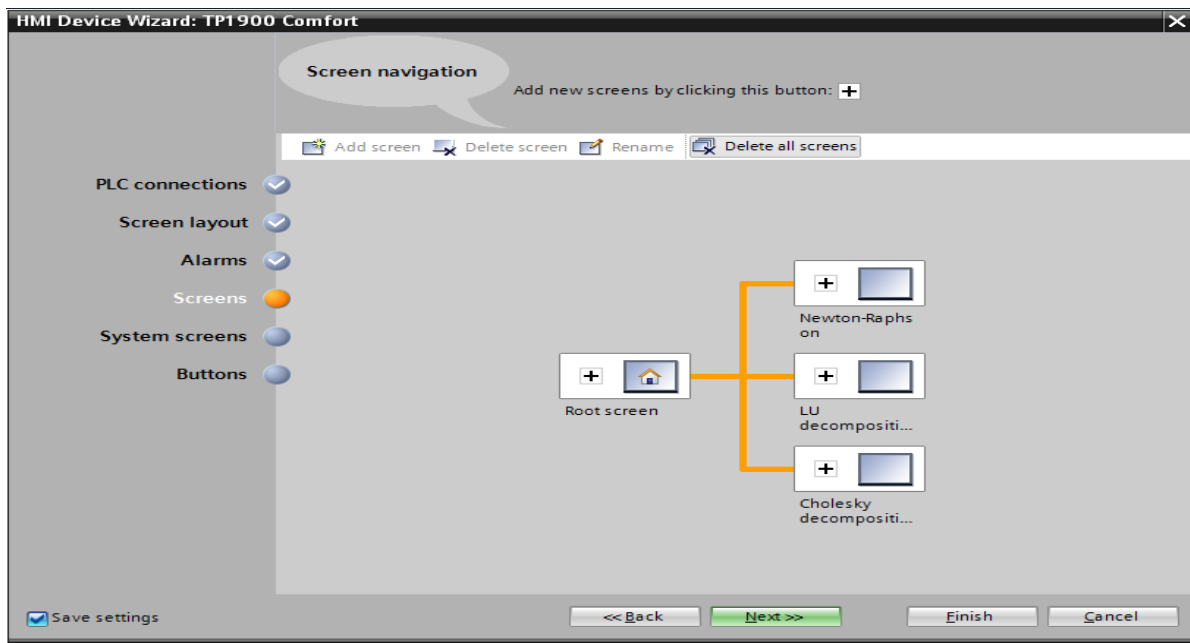 HMI Device Wizard: TP1900 Comfort
Screen navigation
Add new screens by clicking this button:
Add screen Delete screen Rename Delete all screens
PLC connections
Screen layout
Alarms
Screens
System screens
Buttons
Newton-Raphs
on
Root screen
LU
decompositi...
Cholesky
decompositi...
Save settings
<< Back Next >> Finish Cancel